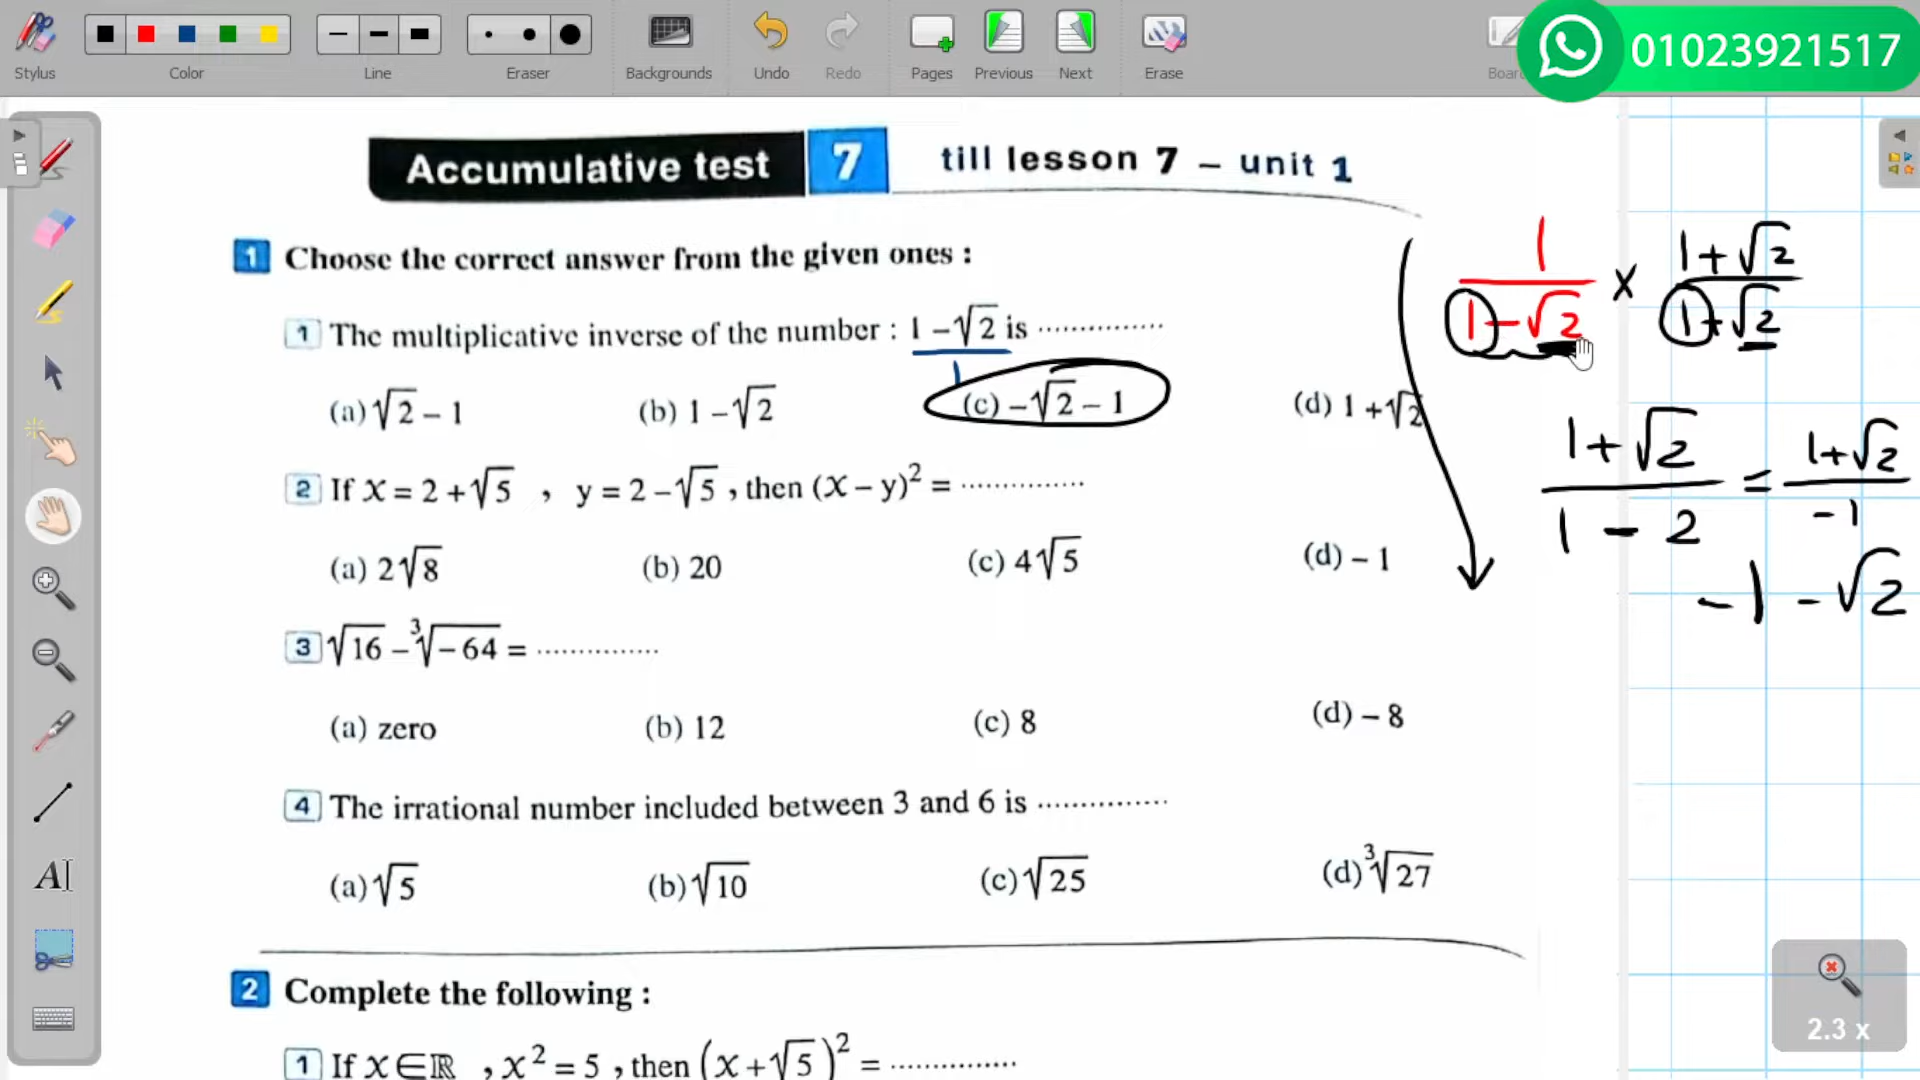 Stylus Color Line Eraser Backgrounds Undo Redo Pages Previous Next Erase Board
01023921517
Accumulative test 7 till lesson 7 – unit 1
1 Choose the correct answer from the given ones :
1 The multiplicative inverse of the number : 1 – √2 is ··············
(a) √2 – 1 (b) 1 – √2 (c) – √2 – 1 (d) 1 + √2
2 If X = 2 + √5 , y = 2 – √5 , then (X – y)² = ··············
(a) 2√8 (b) 20 (c) 4√5 (d) – 1
3 √16 – ³√– 64 = ··············
(a) zero (b) 12 (c) 8 (d) – 8
4 The irrational number included between 3 and 6 is ··············
(a) √5 (b) √10 (c) √25 (d) ³√27
2 Complete the following :
1 If X ∈ ℝ , X² = 5 , then (X + √5)² = ··············
1
1 1 + √2
1 – √2 x 1 + √2
1 + √2 = 1 + √2
1 – 2 – 1
– 1 – √2
AI
2.3 x